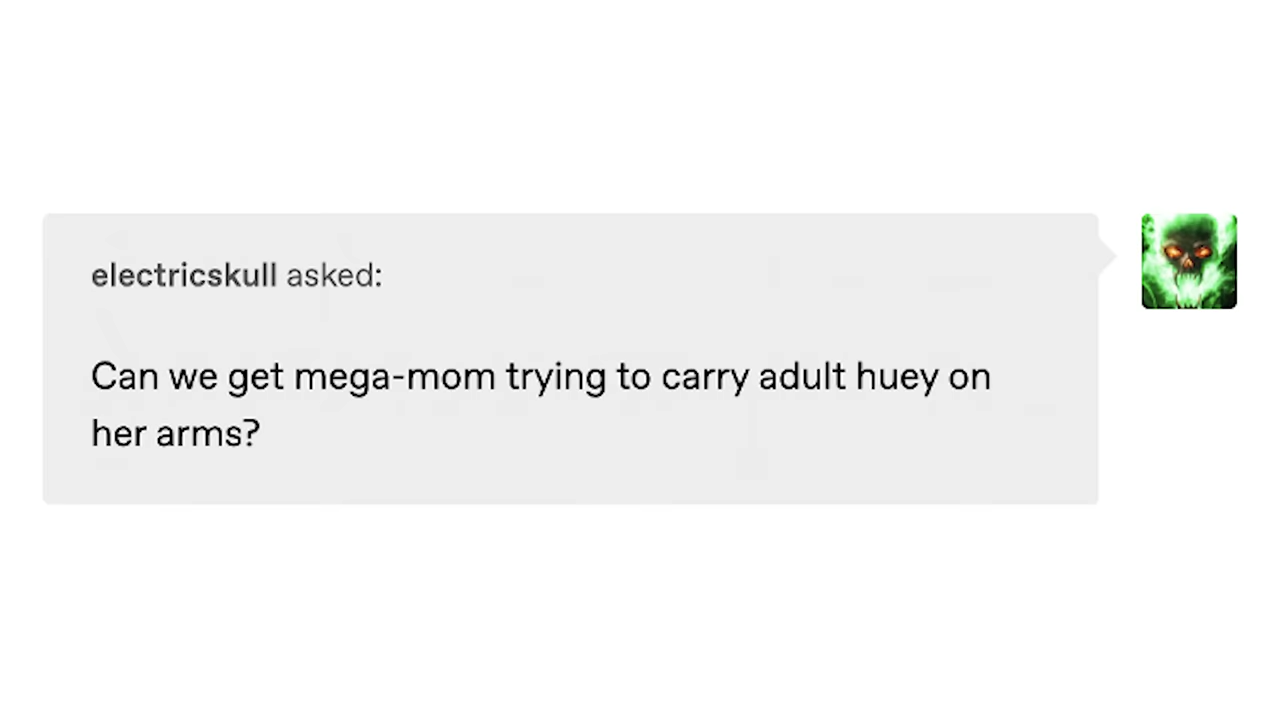 electricskull asked:
Can we get mega-mom trying to carry adult huey on
her arms?